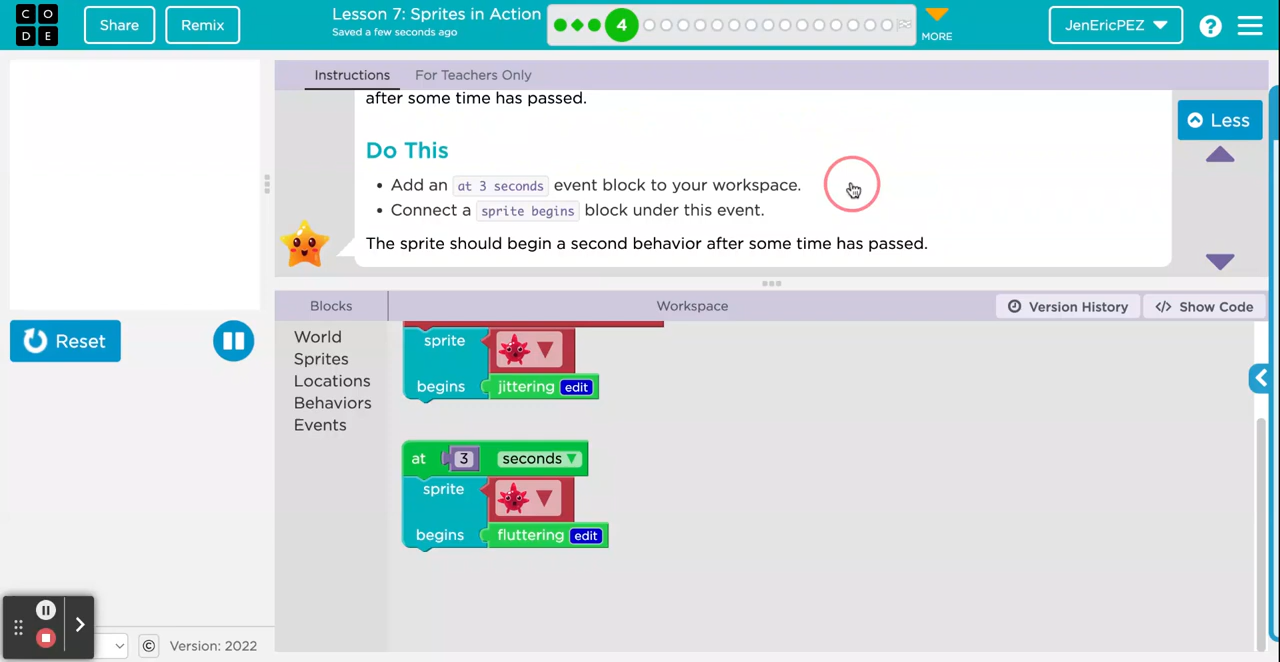 C O
D E
Share
Remix
Lesson 7: Sprites in Action
Saved a few seconds ago
4
MORE
JenEricPEZ
?
Instructions
For Teachers Only
after some time has passed.
Less
Do This
Add an at 3 seconds event block to your workspace.
Connect a sprite begins block under this event.
The sprite should begin a second behavior after some time has passed.
Blocks
Workspace
Version History
</> Show Code
Reset
World
Sprites
Locations
Behaviors
Events
sprite
begins jittering edit
at 3 seconds
sprite
begins fluttering edit
© Version: 2022